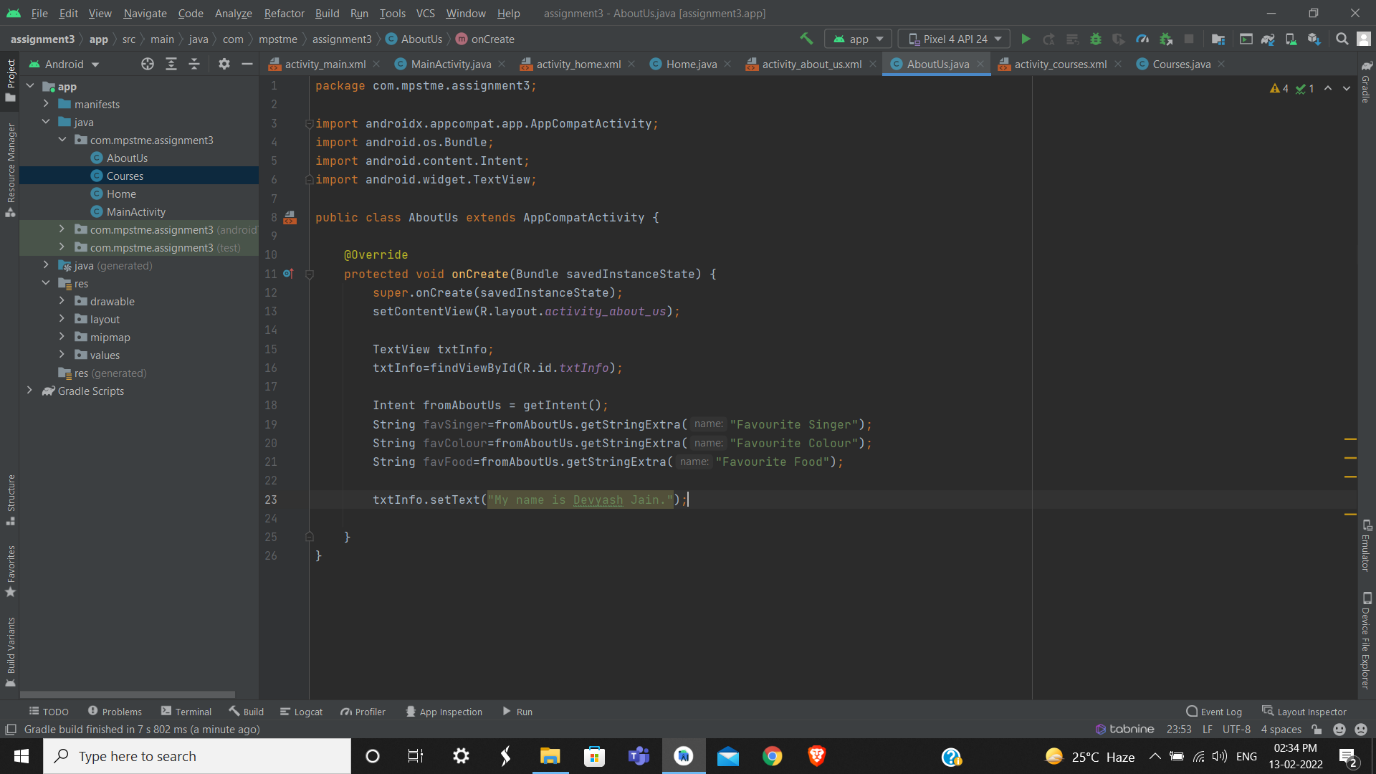 File Edit View Navigate Code Analyze Refactor Build Run Tools VCS Window Help assignment3 - AboutUs.java [assignment3.app]
assignment3 app src main java com mpstme assignment3 AboutUs onCreate app Pixel 4 API 24
Android activity_main.xml MainActivity.java activity_home.xml Home.java activity_about_us.xml AboutUs.java activity_courses.xml Courses.java
Project
Resource Manager
Structure
Favorites
Build Variants
app
manifests
java
com.mpstme.assignment3
AboutUs
Courses
Home
MainActivity
com.mpstme.assignment3 (android
com.mpstme.assignment3 (test)
java (generated)
res
drawable
layout
mipmap
values
res (generated)
Gradle Scripts
1 package com.mpstme.assignment3;
2
3 import androidx.appcompat.app.AppCompatActivity;
4 import android.os.Bundle;
5 import android.content.Intent;
6 import android.widget.TextView;
7
8 public class AboutUs extends AppCompatActivity {
9
10 @Override
11 protected void onCreate(Bundle savedInstanceState) {
12 super.onCreate(savedInstanceState);
13 setContentView(R.layout.activity_about_us);
14
15 TextView txtInfo;
16 txtInfo=findViewById(R.id.txtInfo);
17
18 Intent fromAboutUs = getIntent();
19 String favSinger=fromAboutUs.getStringExtra( name: "Favourite Singer");
20 String favColour=fromAboutUs.getStringExtra( name: "Favourite Colour");
21 String favFood=fromAboutUs.getStringExtra( name: "Favourite Food");
22
23 txtInfo.setText("My name is Devyash Jain.");
24
25 }
26 }
4 1
Gradle
Emulator
Device File Explorer
TODO Problems Terminal Build Logcat Profiler App Inspection Run Event Log Layout Inspector
Gradle build finished in 7 s 802 ms (a minute ago) tabnine 23:53 LF UTF-8 4 spaces
Type here to search 25°C Haze ENG 02:34 PM
13-02-2022 2